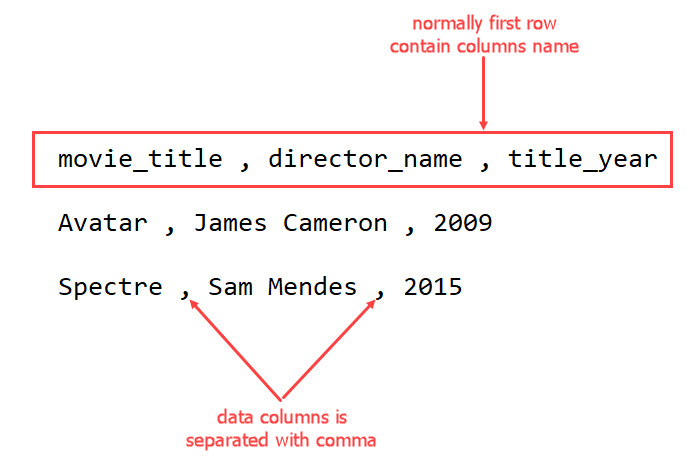 normally first row
contain columns name
movie_title , director_name , title_year
Avatar , James Cameron , 2009
Spectre , Sam Mendes , 2015
data columns is
separated with comma